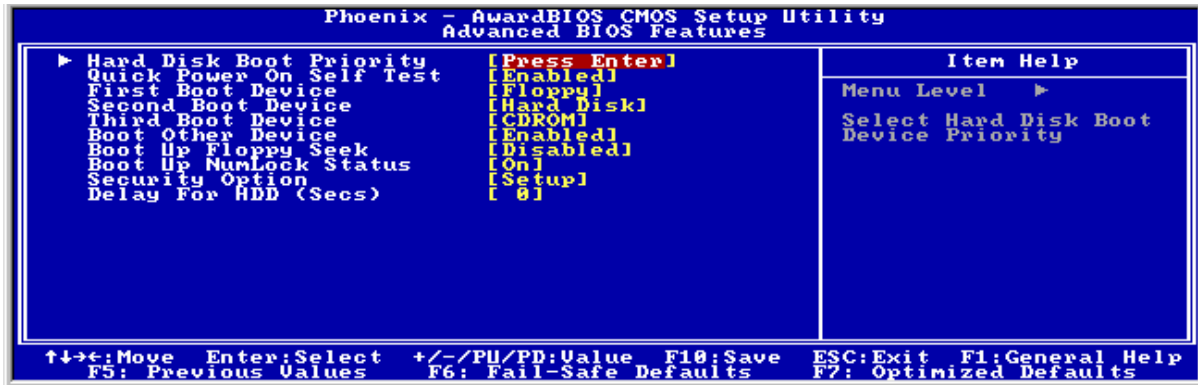 Phoenix - AwardBIOS CMOS Setup Utility
Advanced BIOS Features
► Hard Disk Boot Priority [Press Enter]
Quick Power On Self Test [Enabled]
First Boot Device [Floppy]
Second Boot Device [Hard Disk]
Third Boot Device [CDROM]
Boot Other Device [Enabled]
Boot Up Floppy Seek [Disabled]
Boot Up NumLock Status [On]
Security Option [Setup]
Delay For HDD (Secs) [ 0]
Item Help
Menu Level ►
Select Hard Disk Boot
Device Priority
↑↓→←:Move Enter:Select +/-/PU/PD:Value F10:Save ESC:Exit F1:General Help
F5: Previous Values F6: Fail-Safe Defaults F7: Optimized Defaults